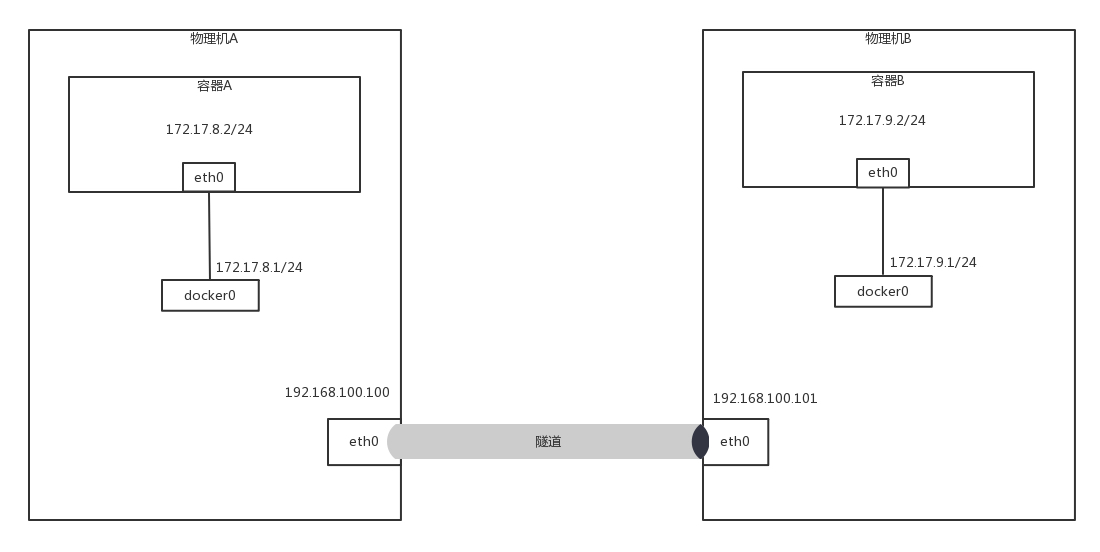 物理机A
容器A
172.17.8.2/24
eth0
172.17.8.1/24
docker0
192.168.100.100
eth0
隧道
物理机B
容器B
172.17.9.2/24
eth0
172.17.9.1/24
docker0
192.168.100.101
eth0